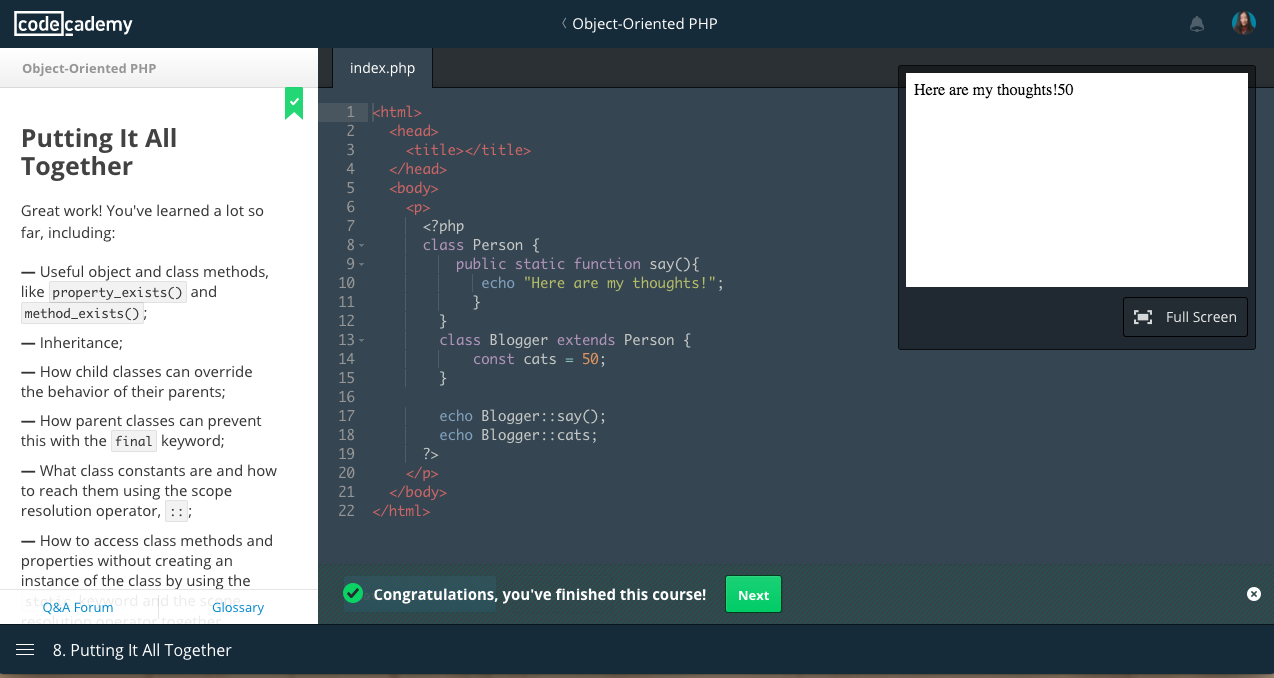 codecademy
Object-Oriented PHP
Object-Oriented PHP
Putting It All
Together
Great work! You've learned a lot so
far, including:
— Useful object and class methods,
like property_exists() and
method_exists();
— Inheritance;
— How child classes can override
the behavior of their parents;
— How parent classes can prevent
this with the final keyword;
— What class constants are and how
to reach them using the scope
resolution operator, ::;
— How to access class methods and
properties without creating an
instance of the class by using the
static keyword and the scope
resolution operator together
Q&A Forum
Glossary
index.php
1 <html>
2 <head>
3 <title></title>
4 </head>
5 <body>
6 <p>
7 <?php
8 class Person {
9 public static function say(){
10 echo "Here are my thoughts!";
11 }
12 }
13 class Blogger extends Person {
14 const cats = 50;
15 }
16
17 echo Blogger::say();
18 echo Blogger::cats;
19 ?>
20 </p>
21 </body>
22 </html>
Here are my thoughts!50
Full Screen
Congratulations, you've finished this course!
Next
8. Putting It All Together